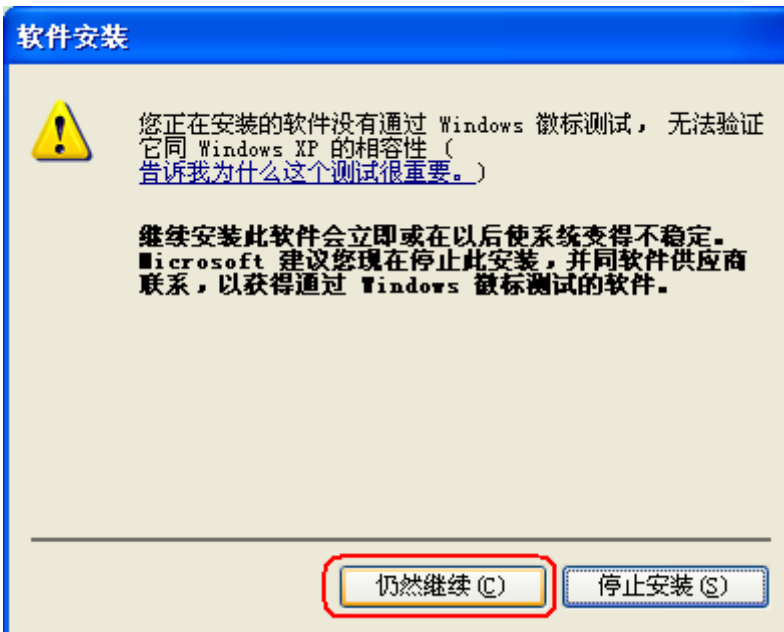 软件安装
您正在安装的软件没有通过 Windows 徽标测试， 无法验证
它同 Windows XP 的相容性（
告诉我为什么这个测试很重要。）
继续安装此软件会立即或在以后使系统变得不稳定。
Microsoft 建议您现在停止此安装，并同软件供应商
联系，以获得通过 Windows 徽标测试的软件。
仍然继续(C) 停止安装(S)